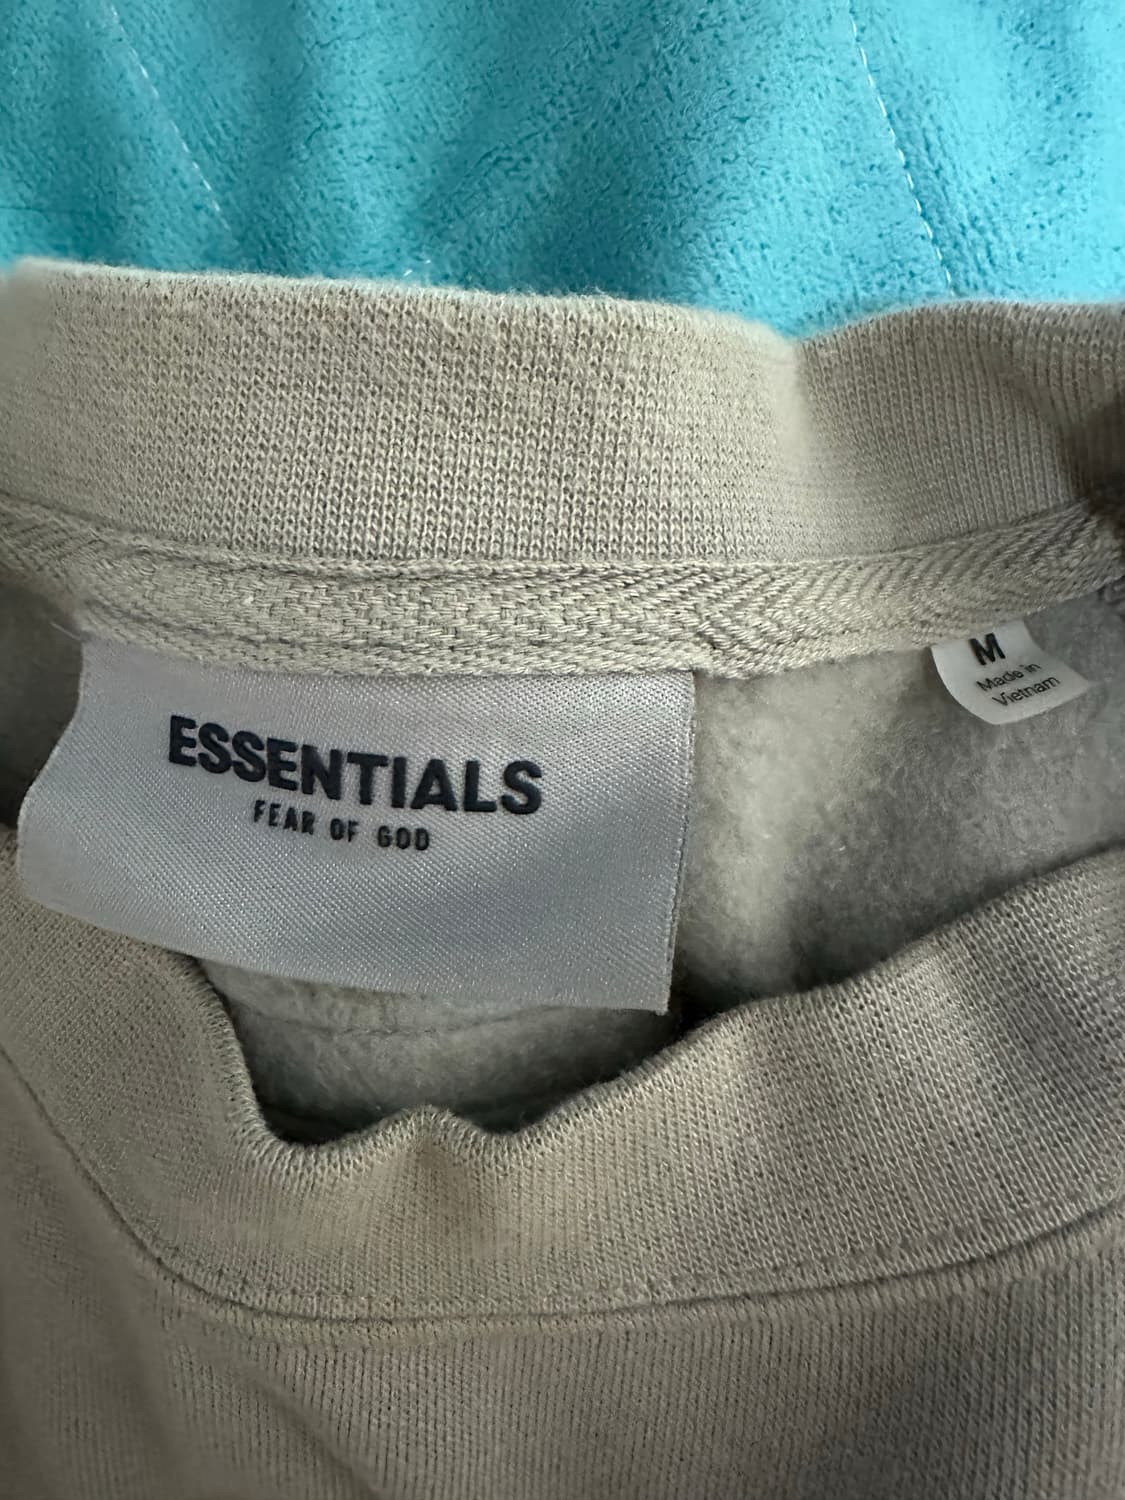 ESSENTIALS
FEAR OF GOD
M
Made in
Vietnam